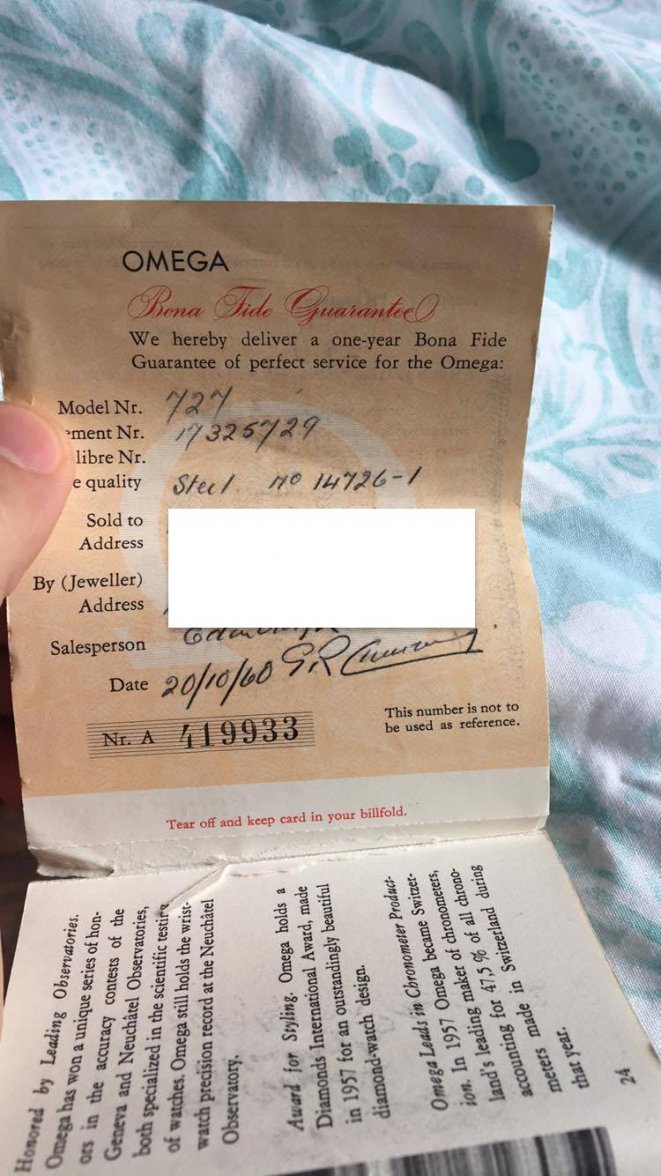 OMEGA
Bona Fide Guarantee
We hereby deliver a one-year Bona Fide
Guarantee of perfect service for the Omega:
Model Nr. 727
ement Nr. 17325729
libre Nr.
e quality Steel. No 14726-1
Sold to
Address
By (Jeweller)
Address
Salesperson
Date 20/10/60
Nr. A 419933
This number is not to
be used as reference.
Tear off and keep card in your billfold.
Honored by Leading Observatories.
Omega has won a unique series of hon-
ors in the accuracy contests of the
Geneva and Neuchâtel Observatories,
both specialized in the scientific testing
of watches. Omega still holds the wrist-
watch precision record at the Neuchâtel
Observatory.
Award for Styling. Omega holds a
Diamonds International Award, made
in 1957 for an outstandingly beautiful
diamond-watch design.
Omega Leads in Chronometer Product-
ion. In 1957 Omega became Switzer-
land's leading maker of chronometers,
accounting for 47,5 % of all chrono-
meters made in Switzerland during
that year.
24